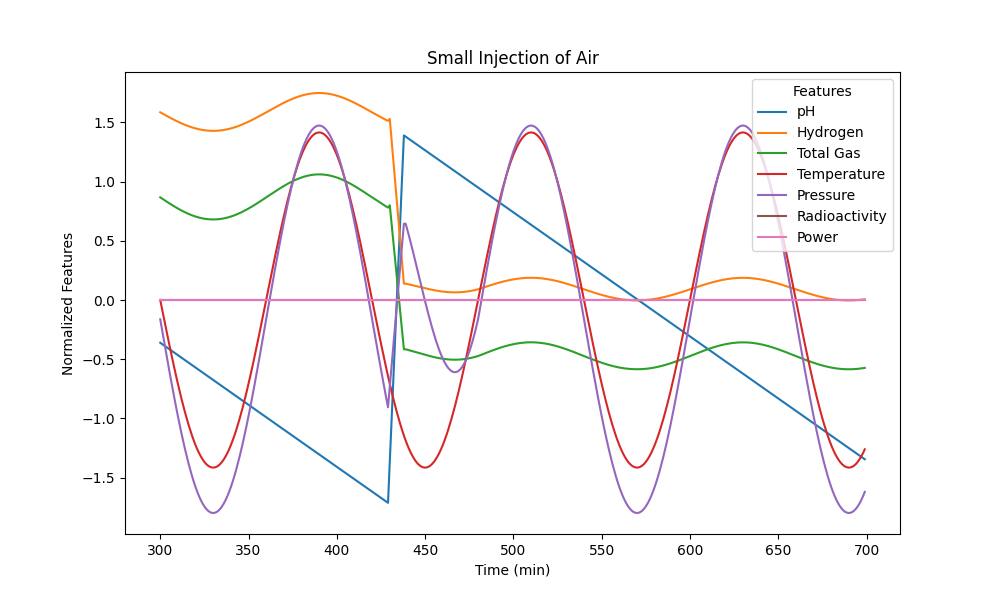 Small Injection of Air
Features
pH
Hydrogen
Total Gas
Temperature
Pressure
Radioactivity
Power
Normalized Features
1.5
1.0
0.5
0.0
−0.5
−1.0
−1.5
300 350 400 450 500 550 600 650 700
Time (min)